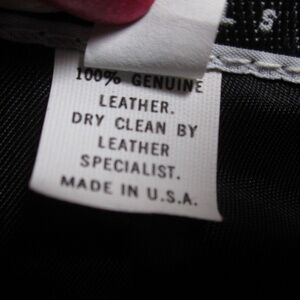 100% GENUINE
LEATHER.
DRY CLEAN BY
LEATHER
SPECIALIST.
MADE IN U.S.A.